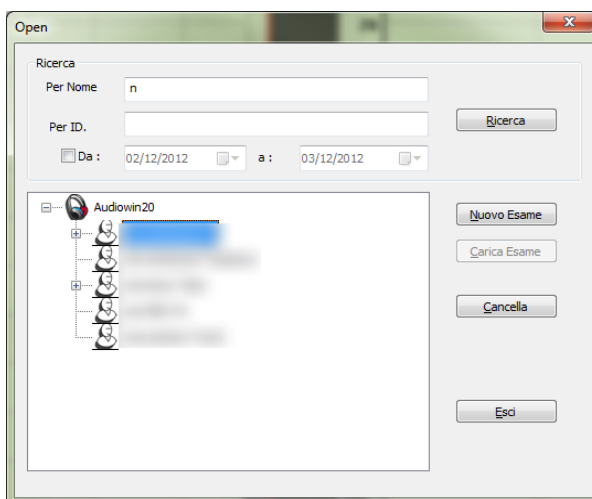 Open
Ricerca
Per Nome n
Per ID.
Ricerca
Da : 02/12/2012 a : 03/12/2012
Audiowin20
Nuovo Esame
Carica Esame
Cancella
Esci